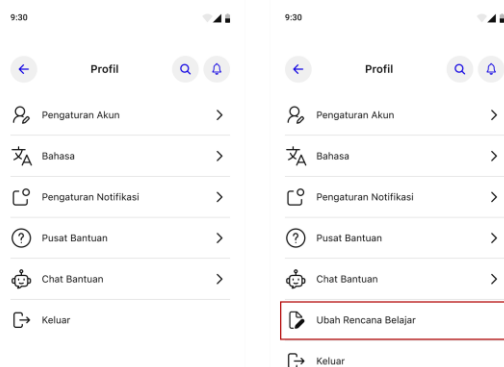 9:30
Profil
Pengaturan Akun
Bahasa
Pengaturan Notifikasi
Pusat Bantuan
Chat Bantuan
Keluar
9:30
Profil
Pengaturan Akun
Bahasa
Pengaturan Notifikasi
Pusat Bantuan
Chat Bantuan
Ubah Rencana Belajar
Keluar